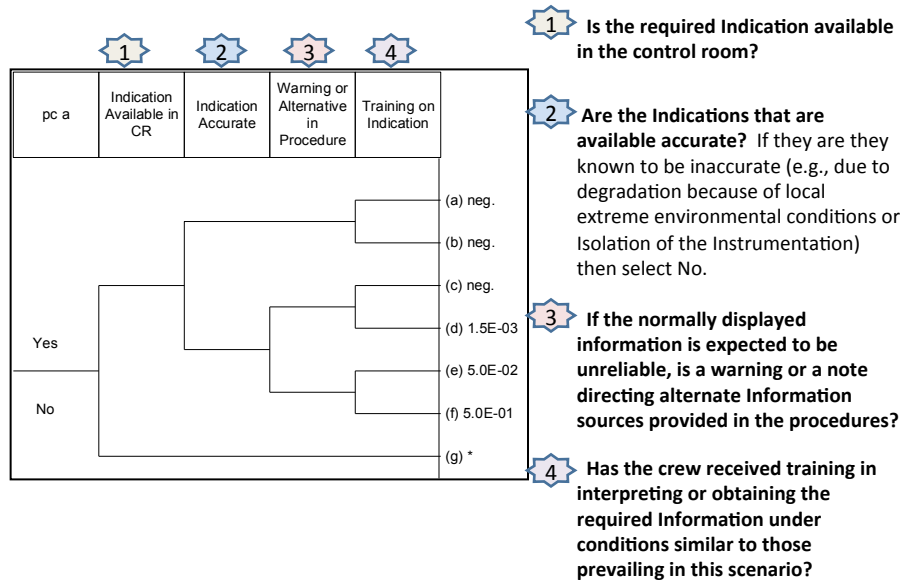 1 2 3 4
pc a
Indication
Available in
CR
Indication
Accurate
Warning or
Alternative
in
Procedure
Training on
Indication
(a) neg.
(b) neg.
(c) neg.
(d) 1.5E-03
Yes
(e) 5.0E-02
No
(f) 5.0E-01
(g) *
1 Is the required Indication available
in the control room?
2 Are the Indications that are
available accurate? If they are they
known to be inaccurate (e.g., due to
degradation because of local
extreme environmental conditions or
Isolation of the Instrumentation)
then select No.
3 If the normally displayed
information is expected to be
unreliable, is a warning or a note
directing alternate Information
sources provided in the procedures?
4 Has the crew received training in
interpreting or obtaining the
required Information under
conditions similar to those
prevailing in this scenario?